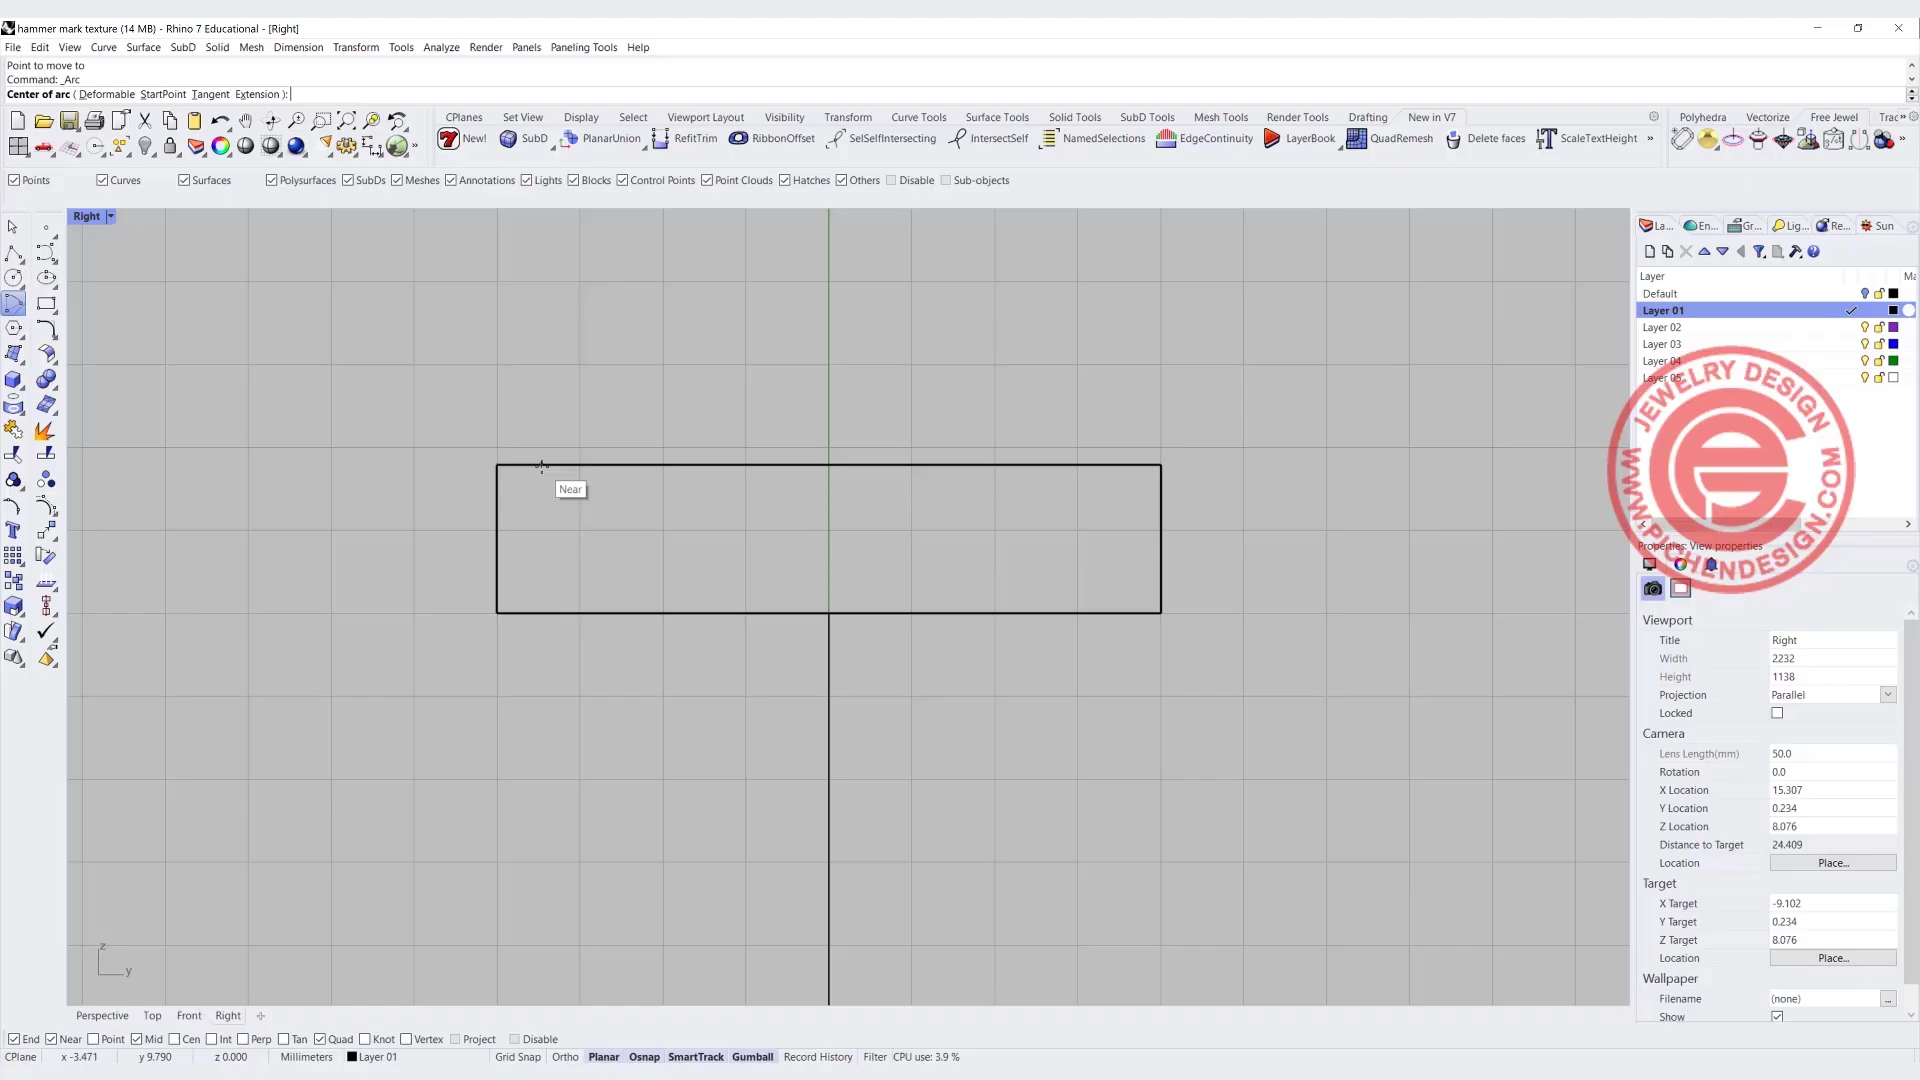 hammer mark texture (14 MB) - Rhino 7 Educational - [Right]
File Edit View Curve Surface SubD Solid Mesh Dimension Transform Tools Analyze Render Panels Paneling Tools Help
Point to move to
Command: _Arc
Center of arc ( Deformable StartPoint Tangent Extension ):
CPlanes Set View Display Select Viewport Layout Visibility Transform Curve Tools Surface Tools Solid Tools SubD Tools Mesh Tools Render Tools Drafting New in V7 Polyhedra Vectorize Free Jewel Trac »
New! SubD PlanarUnion RefitTrim RibbonOffset SelSelfIntersecting IntersectSelf NamedSelections EdgeContinuity LayerBook QuadRemesh Delete faces ScaleTextHeight »
Points Curves Surfaces Polysurfaces SubDs Meshes Annotations Lights Blocks Control Points Point Clouds Hatches Others Disable Sub-objects
Right
La... En... Gr... Lig... Re... Sun
Layer Ma
Default
Layer 01
Layer 02
Layer 03
Layer 04
Layer 05
JEWELRY DESIGN
WWW.PICHENDESIGN.COM
Near
Properties: View properties
Viewport
Title Right
Width 2232
Height 1138
Projection Parallel
Locked
Camera
Lens Length(mm) 50.0
Rotation 0.0
X Location 15.307
Y Location 0.234
Z Location 8.076
Distance to Target 24.409
Location Place...
Target
X Target -9.102
Y Target 0.234
Z Target 8.076
Location Place...
Wallpaper
Filename (none) ...
Show
z
y
Perspective Top Front Right
End Near Point Mid Cen Int Perp Tan Quad Knot Vertex Project Disable
CPlane x -3.471 y 9.790 z 0.000 Millimeters Layer 01 Grid Snap Ortho Planar Osnap SmartTrack Gumball Record History Filter CPU use: 3.9 %